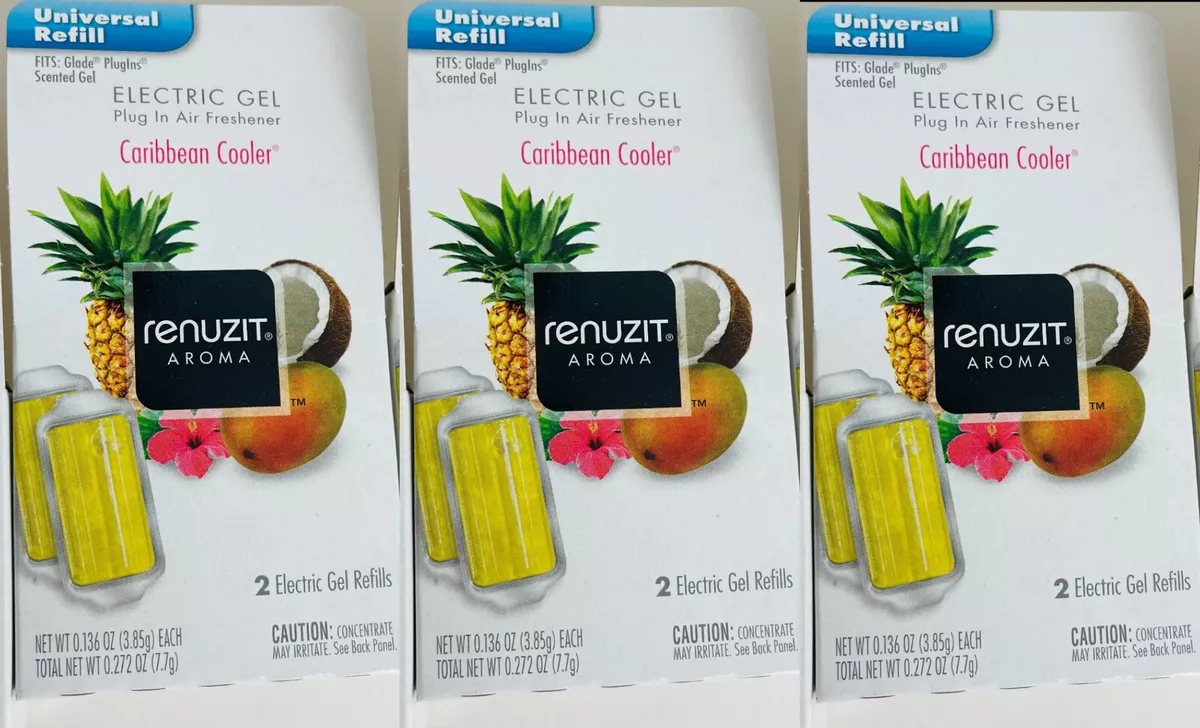 Universal
Refill
FITS: Glade® PlugIns®
Scented Gel
ELECTRIC GEL
Plug In Air Freshener
Caribbean Cooler®
renuzit®
AROMA
TM
2 Electric Gel Refills
NET WT 0.136 OZ (3.85g) EACH
TOTAL NET WT 0.272 OZ (7.7g)
CAUTION: CONCENTRATE
MAY IRRITATE. See Back Panel.
Universal
Refill
FITS: Glade® PlugIns®
Scented Gel
ELECTRIC GEL
Plug In Air Freshener
Caribbean Cooler®
renuzit®
AROMA
TM
2 Electric Gel Refills
NET WT 0.136 OZ (3.85g) EACH
TOTAL NET WT 0.272 OZ (7.7g)
CAUTION: CONCENTRATE
MAY IRRITATE. See Back Panel.
Universal
Refill
FITS: Glade® PlugIns®
Scented Gel
ELECTRIC GEL
Plug In Air Freshener
Caribbean Cooler®
renuzit®
AROMA
TM
2 Electric Gel Refills
NET WT 0.136 OZ (3.85g) EACH
TOTAL NET WT 0.272 OZ (7.7g)
CAUTION: CONCENTRATE
MAY IRRITATE. See Back Panel.